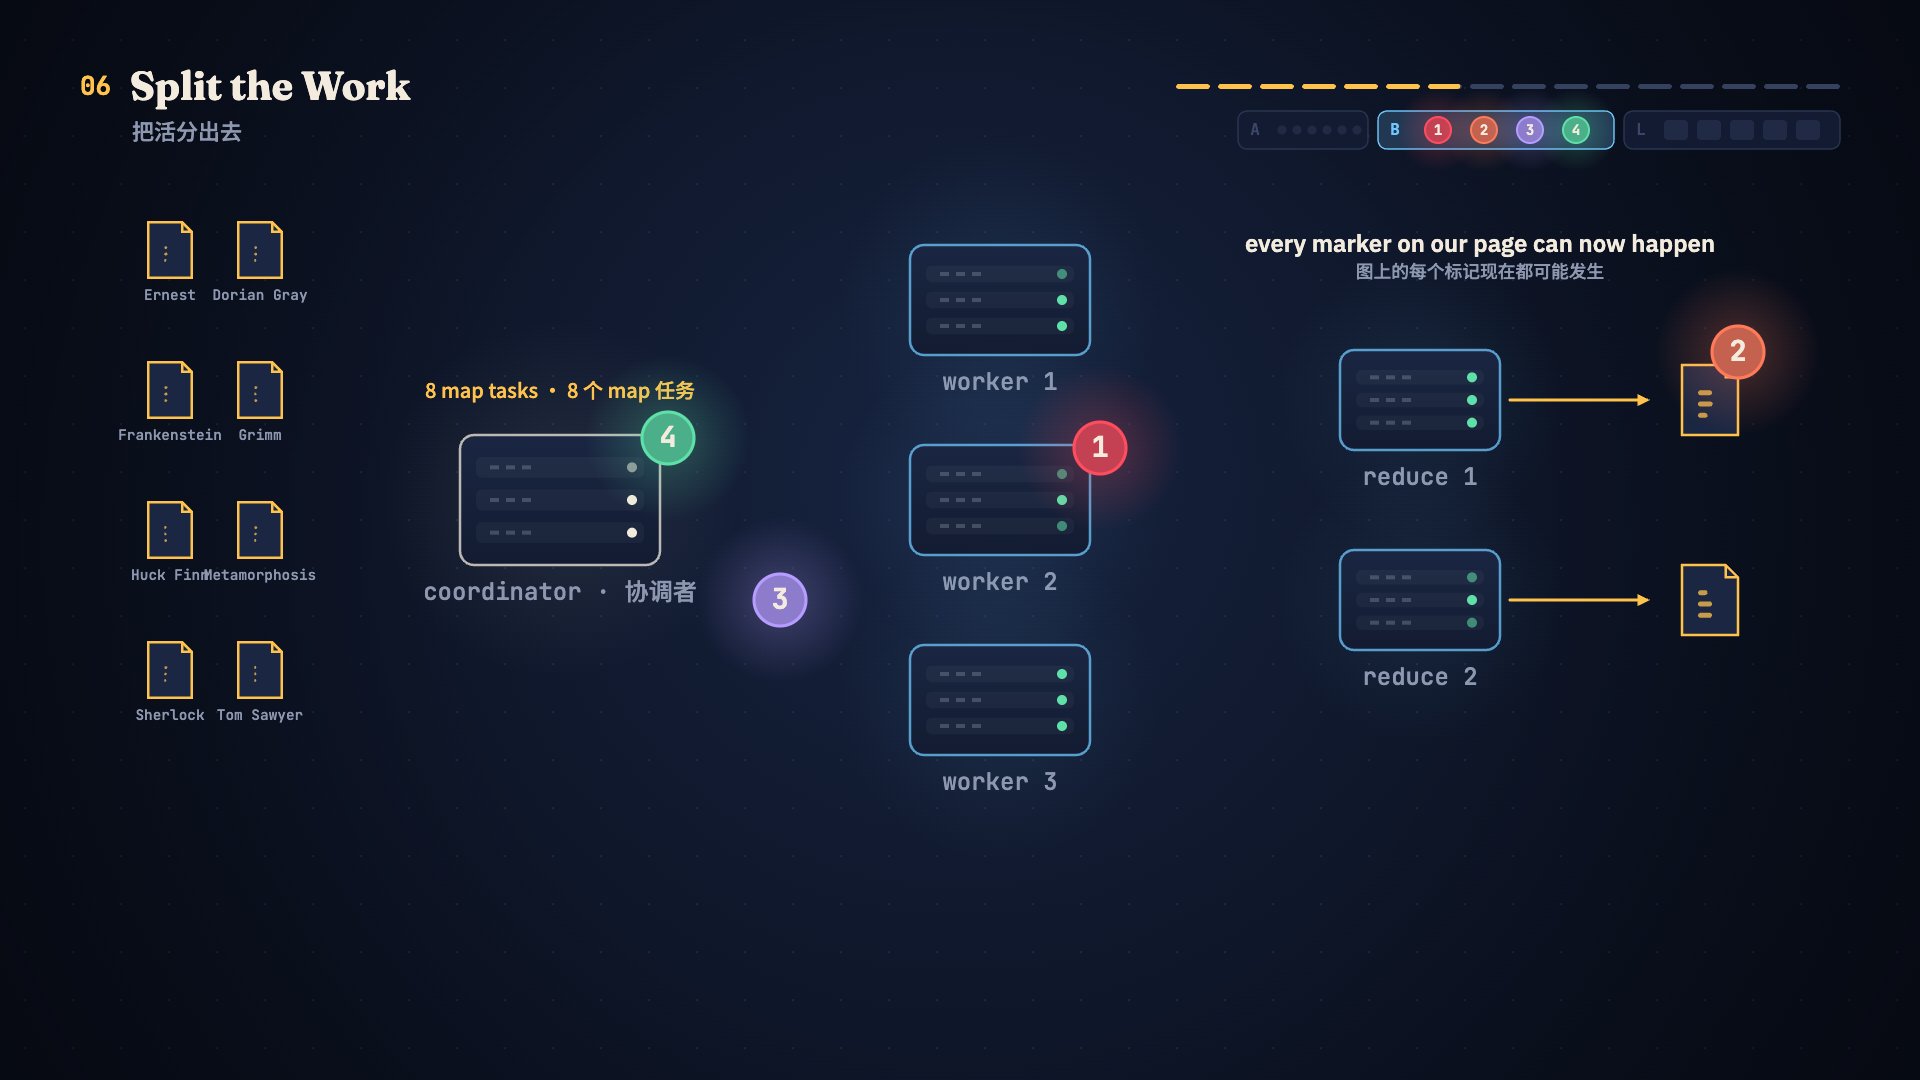 06 Split the Work
把活分出去
A
B 1 2 3 4
L
Ernest Dorian Gray
Frankenstein Grimm
Huck Finn Metamorphosis
Sherlock Tom Sawyer
8 map tasks · 8 个 map 任务
4
coordinator · 协调者
3
worker 1
1
worker 2
worker 3
every marker on our page can now happen
图上的每个标记现在都可能发生
2
reduce 1
reduce 2